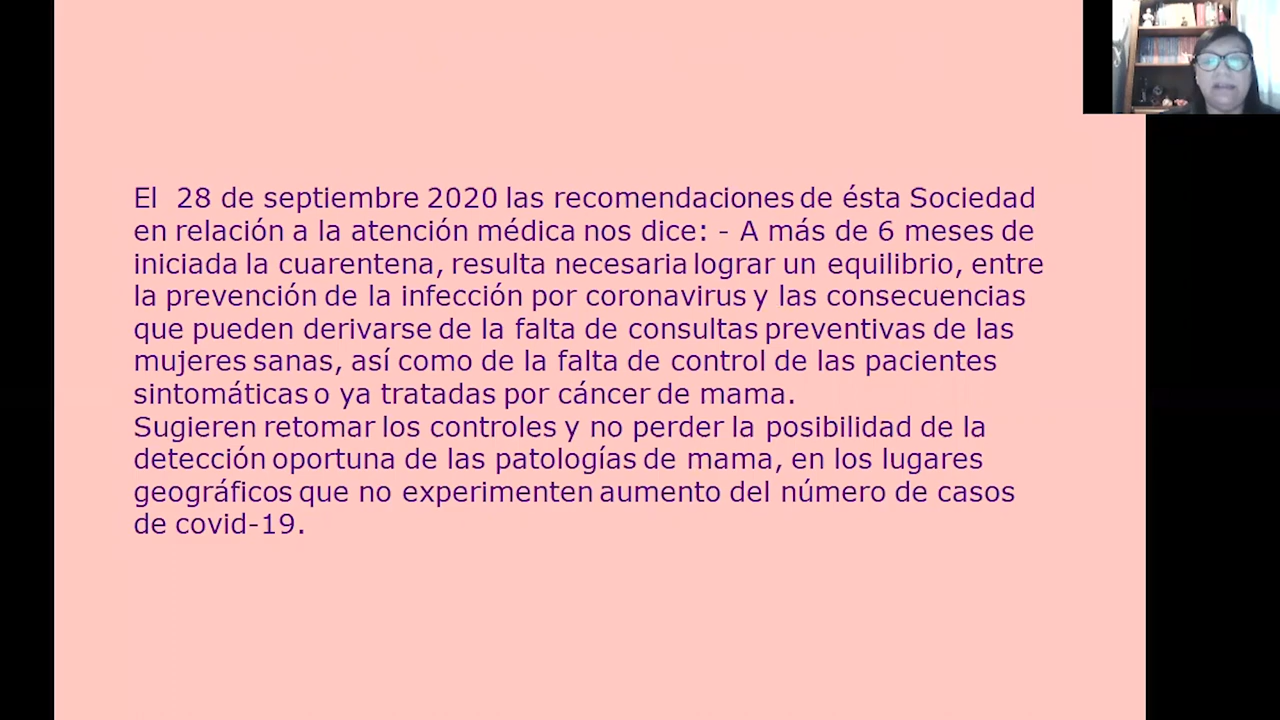 El  28 de septiembre 2020 las recomendaciones de ésta Sociedad
en relación a la atención médica nos dice: - A más de 6 meses de
iniciada la cuarentena, resulta necesaria lograr un equilibrio, entre
la prevención de la infección por coronavirus y las consecuencias
que pueden derivarse de la falta de consultas preventivas de las
mujeres sanas, así como de la falta de control de las pacientes
sintomáticas o ya tratadas por cáncer de mama.
Sugieren retomar los controles y no perder la posibilidad de la
detección oportuna de las patologías de mama, en los lugares
geográficos que no experimenten aumento del número de casos
de covid-19.